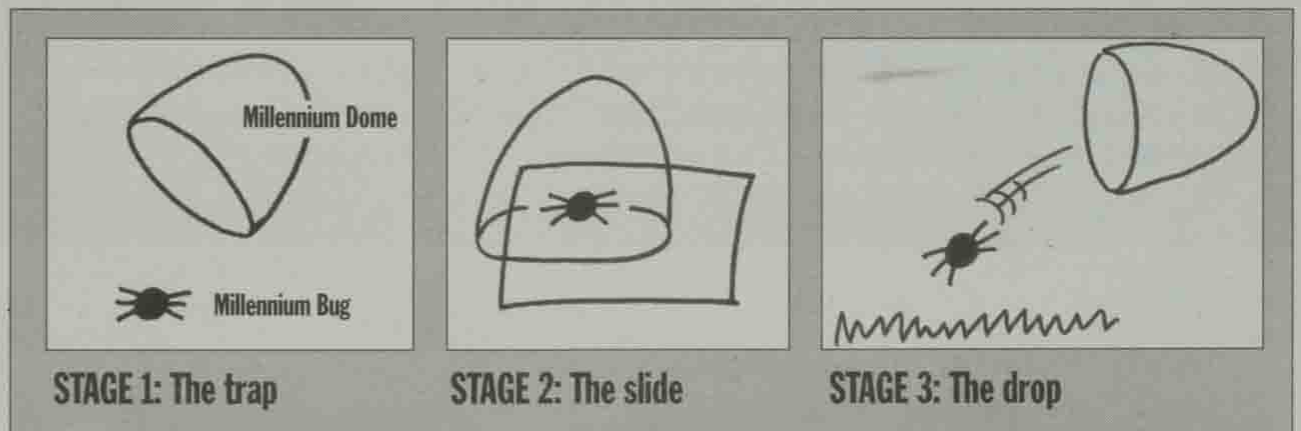 Millennium Dome
Millennium Bug
STAGE 1: The trap
STAGE 2: The slide
STAGE 3: The drop